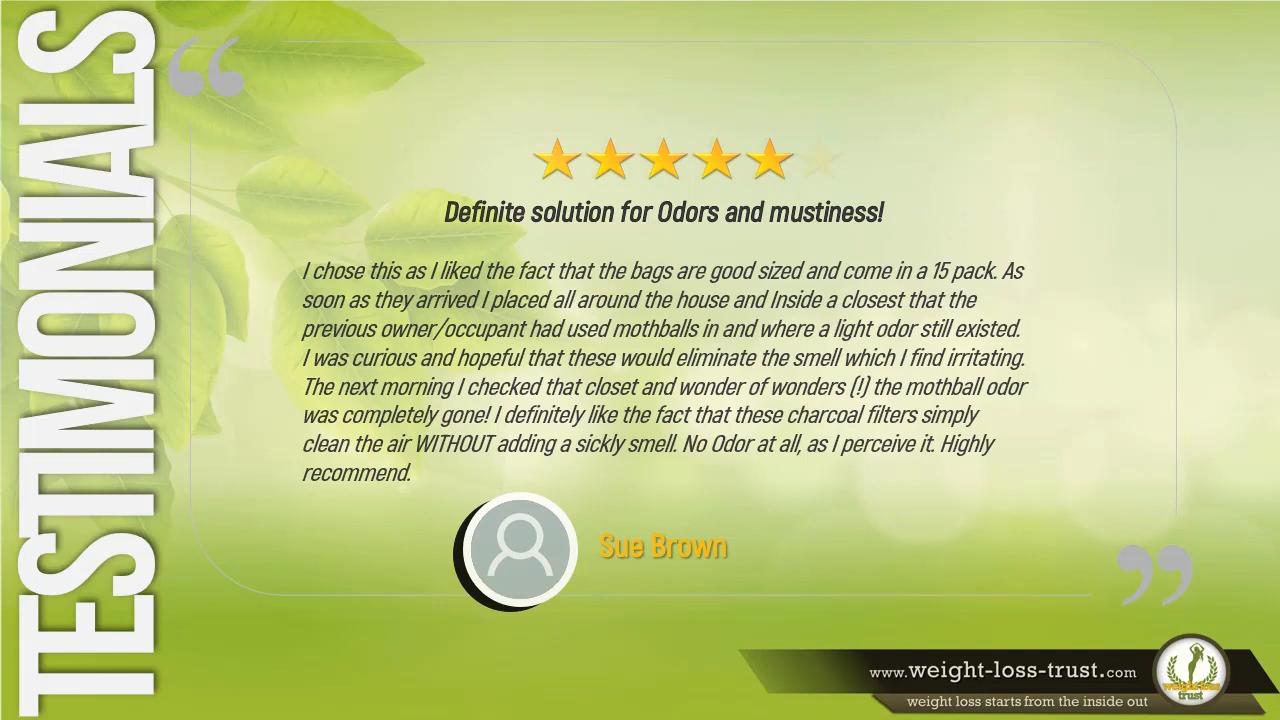 TESTIMONIALS
Definite solution for Odors and mustiness!
I chose this as I liked the fact that the bags are good sized and come in a 15 pack. As
soon as they arrived I placed all around the house and Inside a closest that the
previous owner/occupant had used mothballs in and where a light odor still existed.
I was curious and hopeful that these would eliminate the smell which I find irritating.
The next morning I checked that closet and wonder of wonders (!) the mothball odor
was completely gone! I definitely like the fact that these charcoal filters simply
clean the air WITHOUT adding a sickly smell. No Odor at all, as I perceive it. Highly
recommend.
Sue Brown
www.weight-loss-trust.com
weight loss starts from the inside out
weight loss
trust